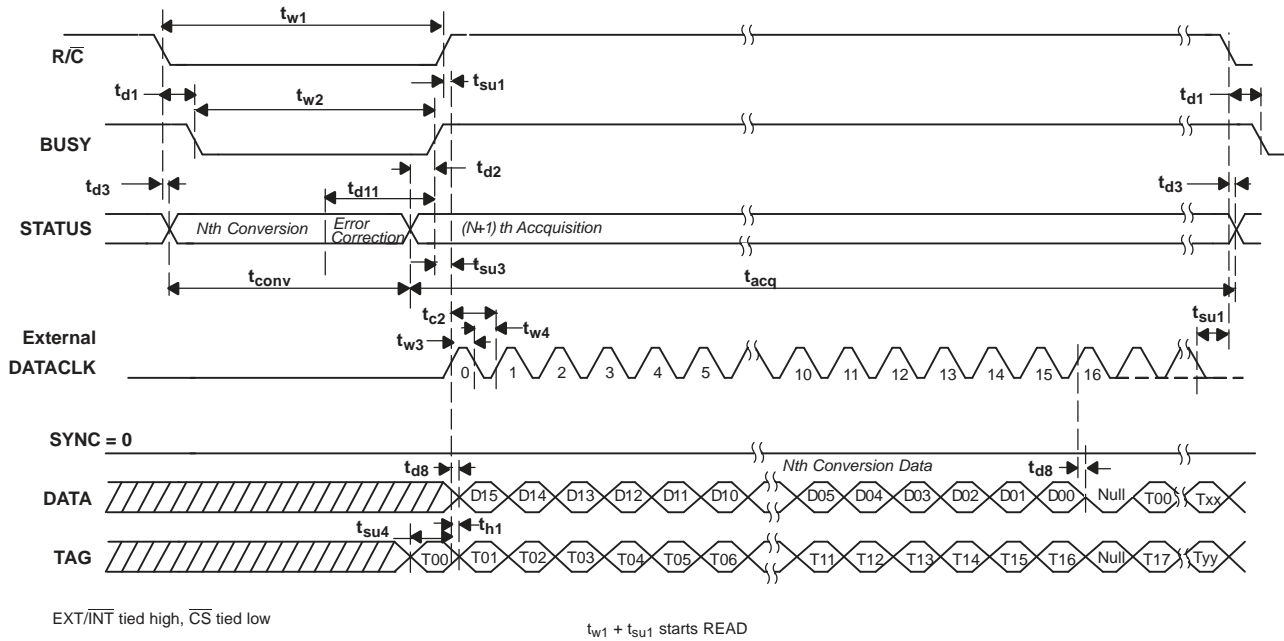 tw1
R/C̅
tsu1
td1
tw2
td1
BUSY
td2
td3
td11
td3
STATUS
Nth Conversion
Error
Correction
(N+1) th Accquisition
tsu3
tconv
tacq
tc2
tsu1
External
tw3
tw4
DATACLK
0 1 2 3 4 5 10 11 12 13 14 15 16
SYNC = 0
td8
Nth Conversion Data
td8
DATA
D15 D14 D13 D12 D11 D10 D05 D04 D03 D02 D01 D00 Null T00 Txx
tsu4
th1
TAG
T00 T01 T02 T03 T04 T05 T06 T11 T12 T13 T14 T15 T16 Null T17 Tyy
EXT/I̅N̅T̅ tied high, C̅S̅ tied low
tw1 + tsu1 starts READ